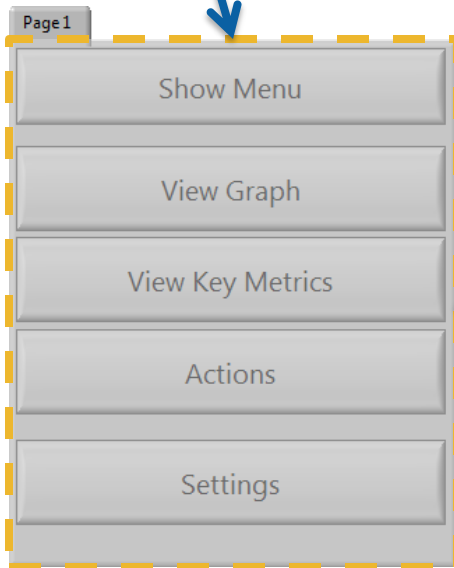 Page 1
Show Menu
View Graph
View Key Metrics
Actions
Settings